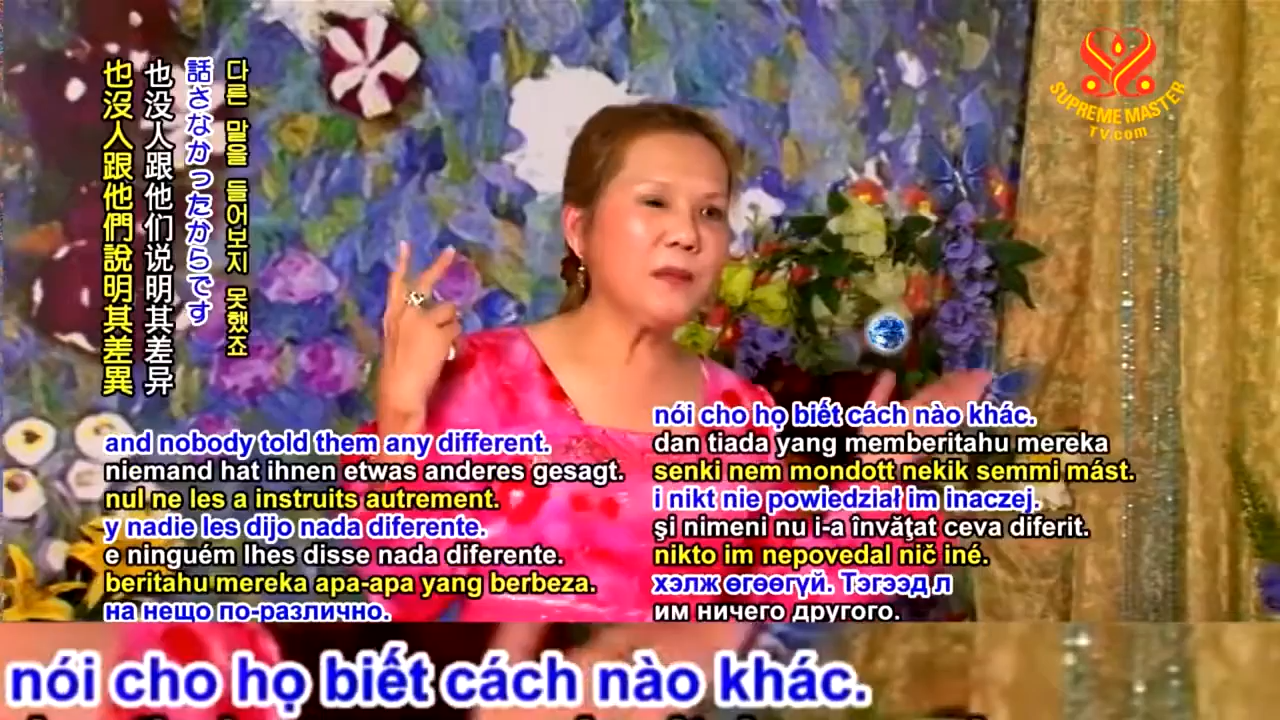 也沒人跟他們說明其差異
也没人跟他们说明其差异
話さなかったからです
다른 말을 들어보지 못했죠
SUPREME MASTER
TV.com
and nobody told them any different.
niemand hat ihnen etwas anderes gesagt.
nul ne les a instruits autrement.
y nadie les dijo nada diferente.
e ninguém lhes disse nada diferente.
beritahu mereka apa-apa yang berbeza.
на нещо по-различно.
nói cho họ biết cách nào khác.
dan tiada yang memberitahu mereka
senki nem mondott nekik semmi mást.
i nikt nie powiedział im inaczej.
şi nimeni nu i-a învăţat ceva diferit.
nikto im nepovedal nič iné.
хэлж өгөөгүй. Тэгээд л
им ничего другого.
nói cho họ biết cách nào khác.